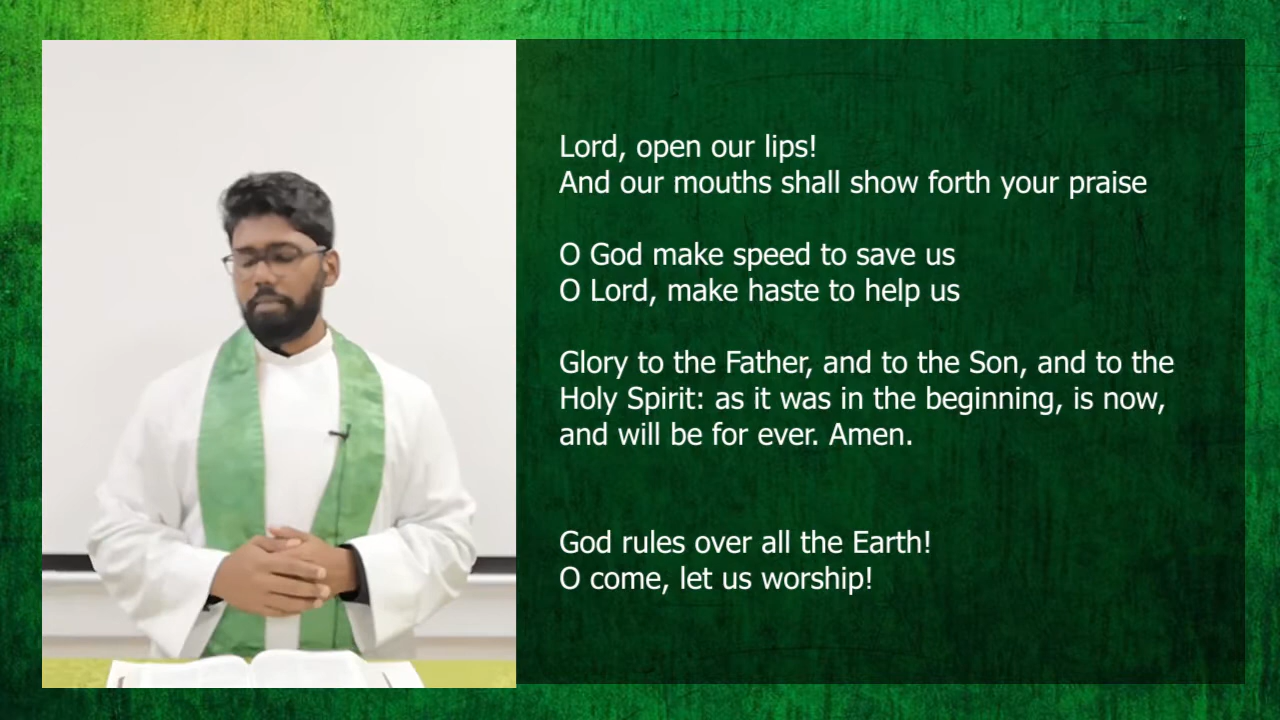 Lord, open our lips!
And our mouths shall show forth your praise
O God make speed to save us
O Lord, make haste to help us
Glory to the Father, and to the Son, and to the
Holy Spirit: as it was in the beginning, is now,
and will be for ever. Amen.
God rules over all the Earth!
O come, let us worship!